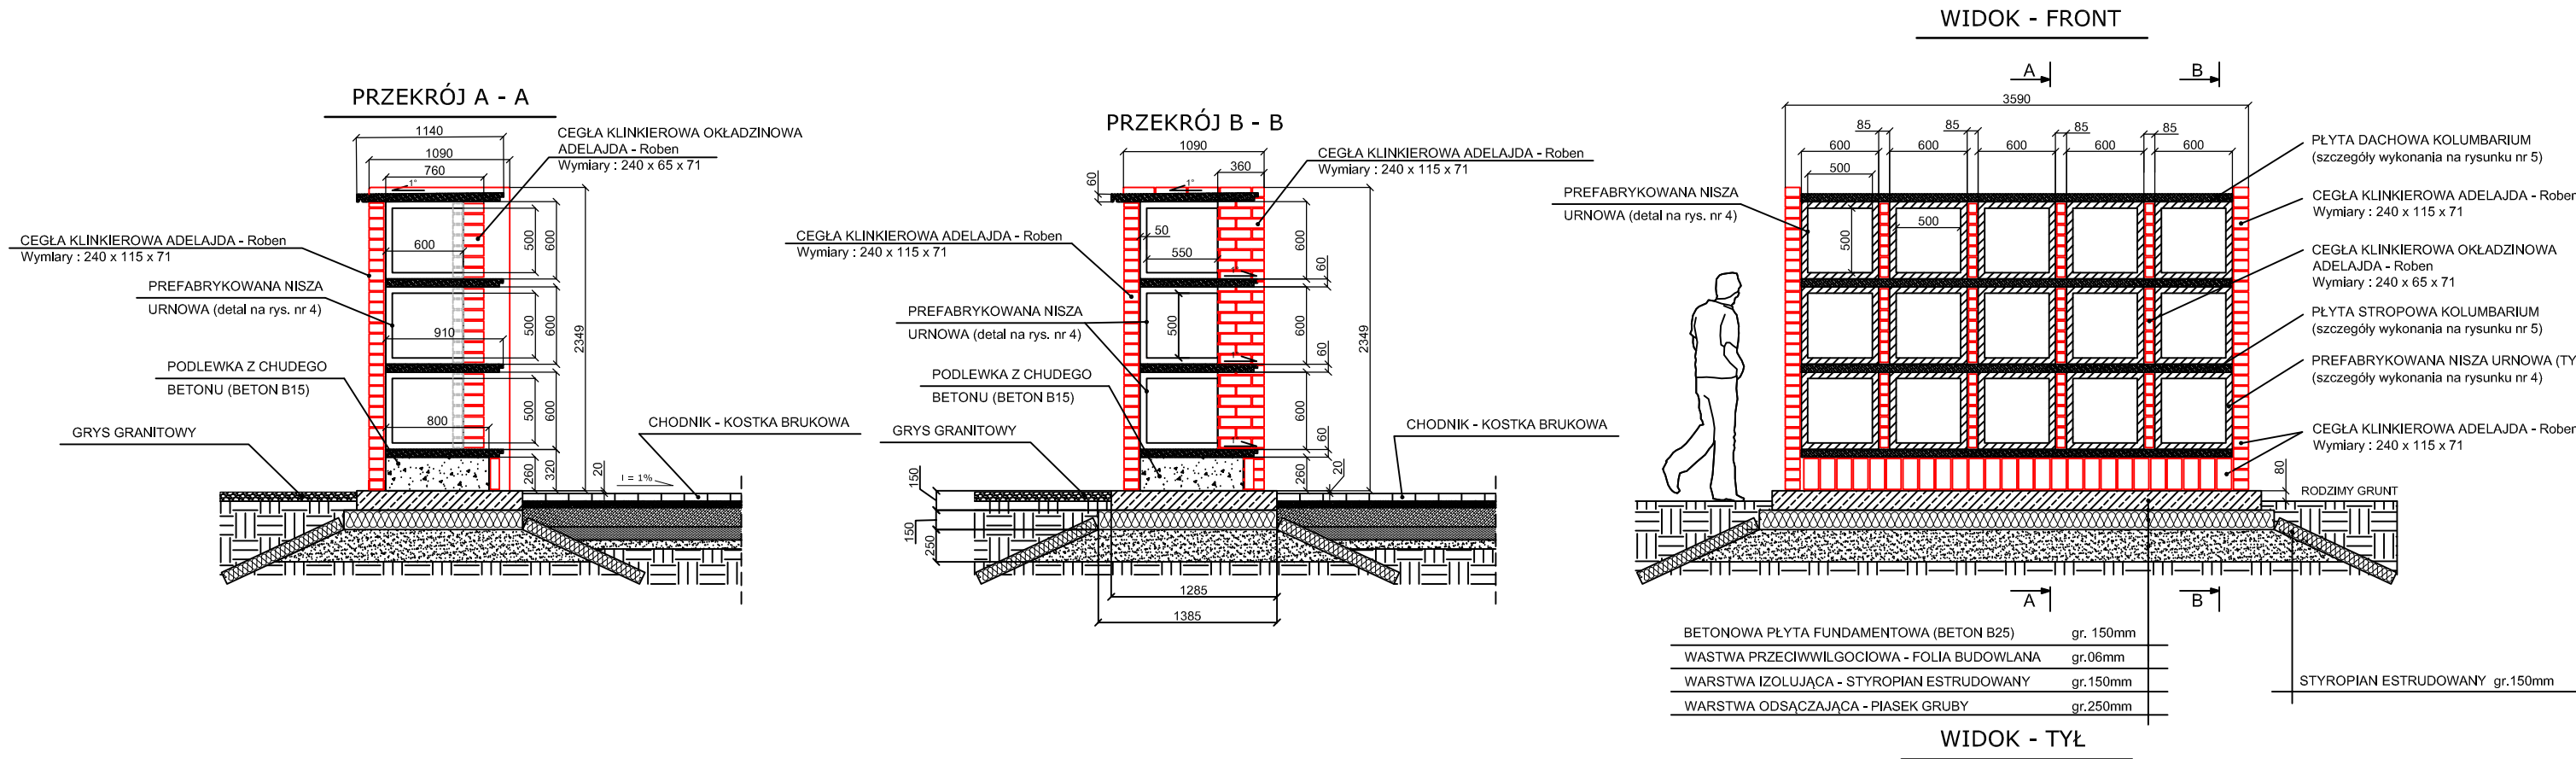 WIDOK - FRONT
PRZEKRÓJ A - A
1140
1090
760
1°
CEGŁA KLINKIEROWA OKŁADZINOWA
ADELAJDA - Roben
Wymiary : 240 x 65 x 71
CEGŁA KLINKIEROWA ADELAJDA - Roben
Wymiary : 240 x 115 x 71
600
500
600
PREFABRYKOWANA NISZA
URNOWA (detal na rys. nr 4)
910
500
600
2349
PODLEWKA Z CHUDEGO
BETONU (BETON B15)
800
500
600
GRYS GRANITOWY
CHODNIK - KOSTKA BRUKOWA
260
320
20
I = 1%
PRZEKRÓJ B - B
1090
360
60
1°
CEGŁA KLINKIEROWA ADELAJDA - Roben
Wymiary : 240 x 115 x 71
CEGŁA KLINKIEROWA ADELAJDA - Roben
Wymiary : 240 x 115 x 71
50
550
600
60
PREFABRYKOWANA NISZA
URNOWA (detal na rys. nr 4)
500
600
60
2349
PODLEWKA Z CHUDEGO
BETONU (BETON B15)
600
60
GRYS GRANITOWY
CHODNIK - KOSTKA BRUKOWA
260
20
150
150
250
1285
1385
A
B
3590
85
85
85
85
600
600
600
600
600
500
500
500
PREFABRYKOWANA NISZA
URNOWA (detal na rys. nr 4)
PŁYTA DACHOWA KOLUMBARIUM
(szczegóły wykonania na rysunku nr 5)
CEGŁA KLINKIEROWA ADELAJDA - Roben
Wymiary : 240 x 115 x 71
CEGŁA KLINKIEROWA OKŁADZINOWA
ADELAJDA - Roben
Wymiary : 240 x 65 x 71
PŁYTA STROPOWA KOLUMBARIUM
(szczegóły wykonania na rysunku nr 5)
PREFABRYKOWANA NISZA URNOWA (TY
(szczegóły wykonania na rysunku nr 4)
CEGŁA KLINKIEROWA ADELAJDA - Roben
Wymiary : 240 x 115 x 71
80
RODZIMY GRUNT
A
B
BETONOWA PŁYTA FUNDAMENTOWA (BETON B25) gr. 150mm
WASTWA PRZECIWWILGOCIOWA - FOLIA BUDOWLANA gr.06mm
WARSTWA IZOLUJĄCA - STYROPIAN ESTRUDOWANY gr.150mm
WARSTWA ODSĄCZAJĄCA - PIASEK GRUBY gr.250mm
STYROPIAN ESTRUDOWANY gr.150mm
WIDOK - TYŁ